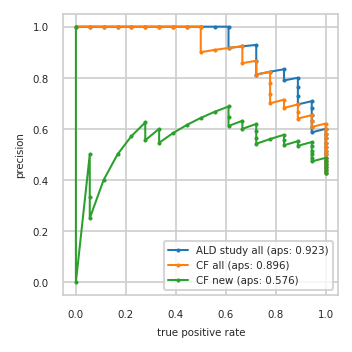 1.0
0.8
0.6
0.4
0.2
0.0
precision
ALD study all (aps: 0.923)
CF all (aps: 0.896)
CF new (aps: 0.576)
0.0 0.2 0.4 0.6 0.8 1.0
true positive rate